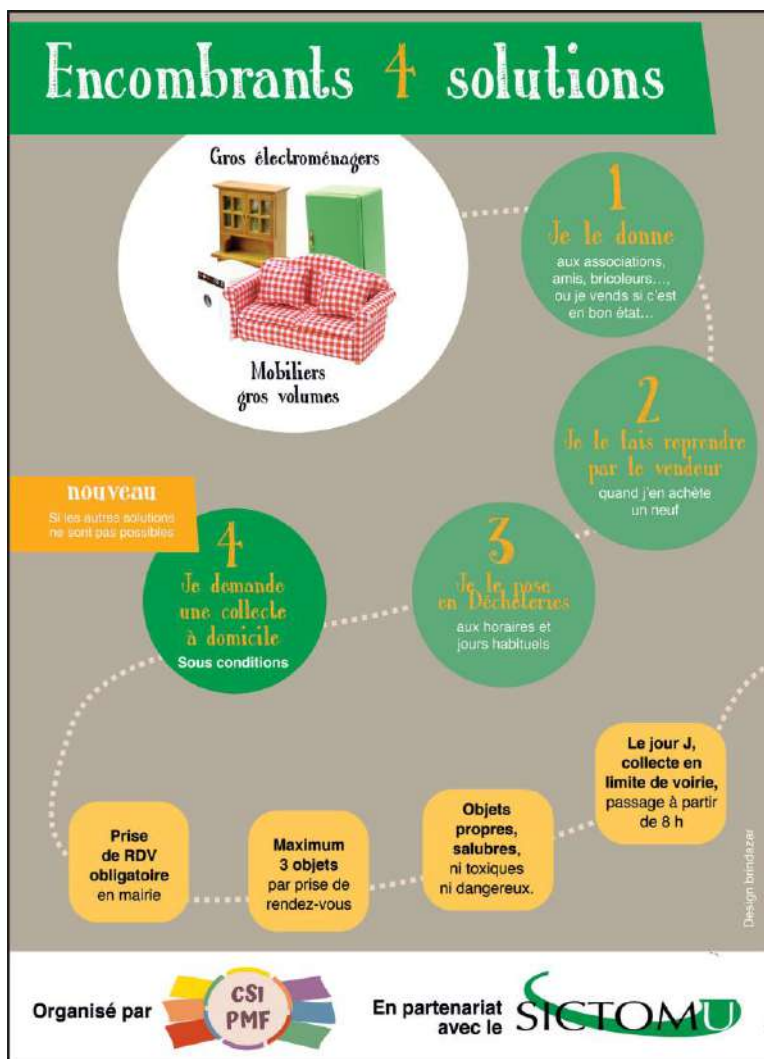 Encombrants 4 solutions
Gros électroménagers
Mobiliers
gros volumes
1
Je le donne
aux associations,
amis, bricoleurs...,
ou je vends si c'est
en bon état...
2
Je le fais reprendre
par le vendeur
quand j'en achète
un neuf
3
Je le pose
en Déchèteries
aux horaires et
jours habituels
nouveau
Si les autres solutions
ne sont pas possibles
4
Je demande
une collecte
à domicile
Sous conditions
Prise
de RDV
obligatoire
en mairie
Maximum
3 objets
par prise de
rendez-vous
Objets
propres,
salubres,
ni toxiques
ni dangereux.
Le jour J,
collecte en
limite de voirie,
passage à partir
de 8 h
Design brindazar
Organisé par
CSI
PMF
En partenariat
avec le
SICTOMU